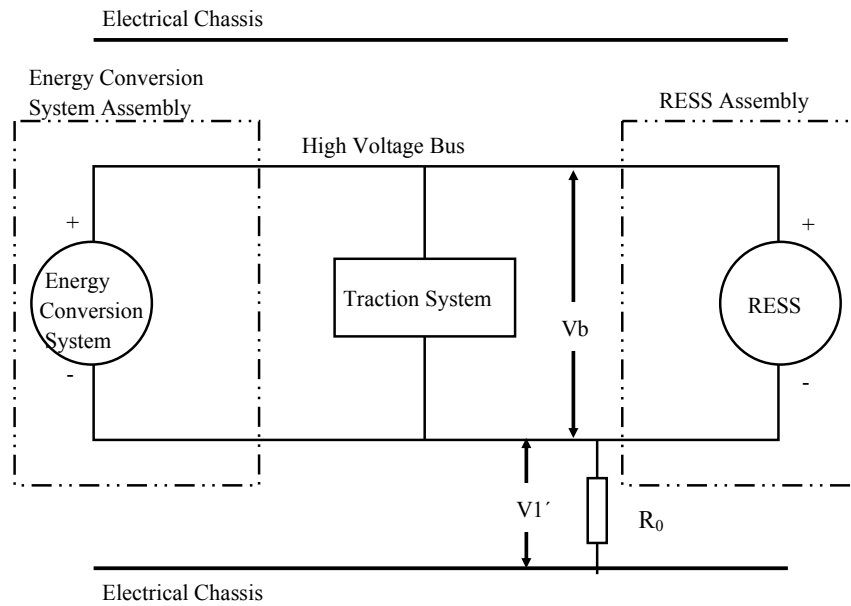 Electrical Chassis
Energy Conversion
System Assembly
RESS Assembly
High Voltage Bus
+
+
Energy
Conversion
System
Traction System
Vb
RESS
-
-
V1´
R₀
Electrical Chassis